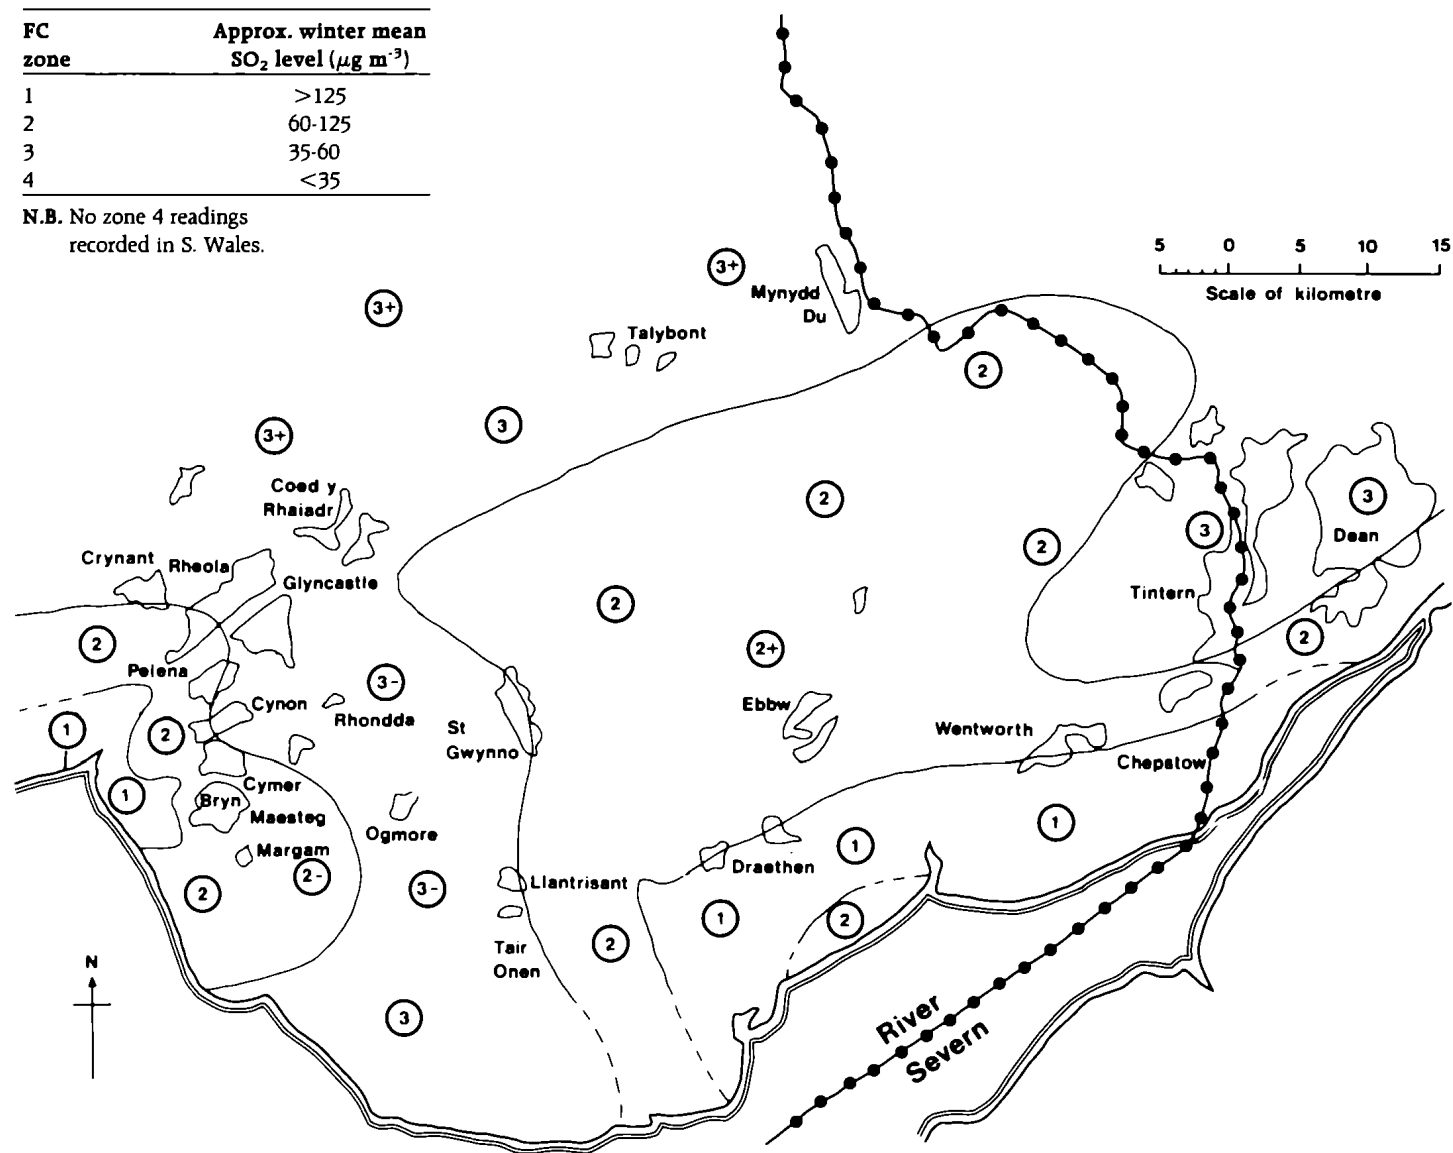 FC Approx. winter mean
zone SO₂ level (μg m⁻³)
1 >125
2 60-125
3 35-60
4 <35
N.B. No zone 4 readings
recorded in S. Wales.
5 0 5 10 15
Scale of kilometre
3+
Mynydd
Du
3+
Talybont
2
3
3+
Coed y
Rhaiadr
2
3
Dean
3
2
Crynant
Rheola
Glyncastle
Tintern
2
2
2
2+
Pelena
3-
Cynon
Rhondda
Ebbw
1
2
St
Gwynno
Wentworth
Chepstow
Cymer
1
Bryn
Maesteg
Ogmore
1
Margam
1
Draethen
2-
2
3-
Llantrisant
1
2
2
Tair
Onen
N
3
River
Severn